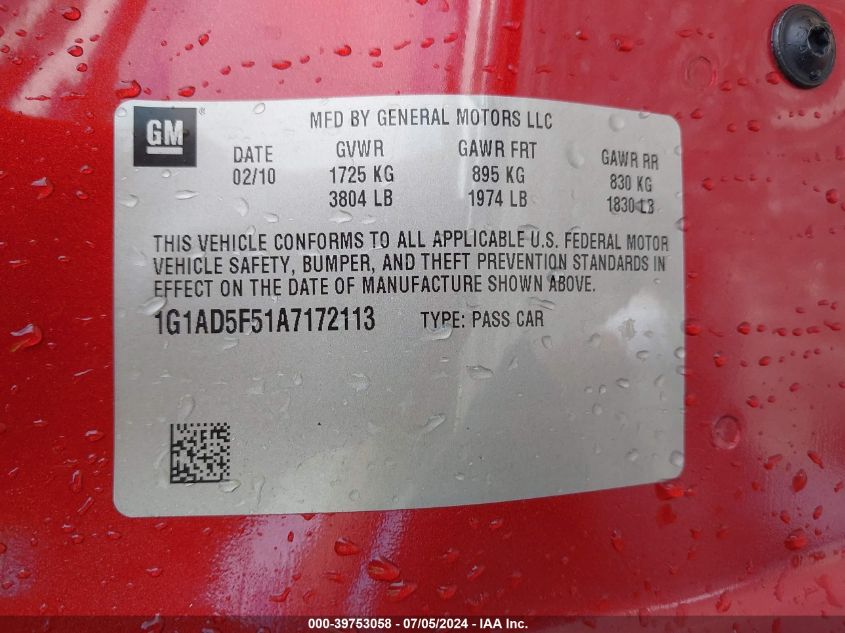 GM ®
MFD BY GENERAL MOTORS LLC
DATE GVWR GAWR FRT GAWR RR
02/10 1725 KG 895 KG 830 KG
3804 LB 1974 LB 1830 LB
THIS VEHICLE CONFORMS TO ALL APPLICABLE U.S. FEDERAL MOTOR
VEHICLE SAFETY, BUMPER, AND THEFT PREVENTION STANDARDS IN
EFFECT ON THE DATE OF MANUFACTURE SHOWN ABOVE.
1G1AD5F51A7172113 TYPE: PASS CAR
000-39753058 - 07/05/2024 - IAA Inc.